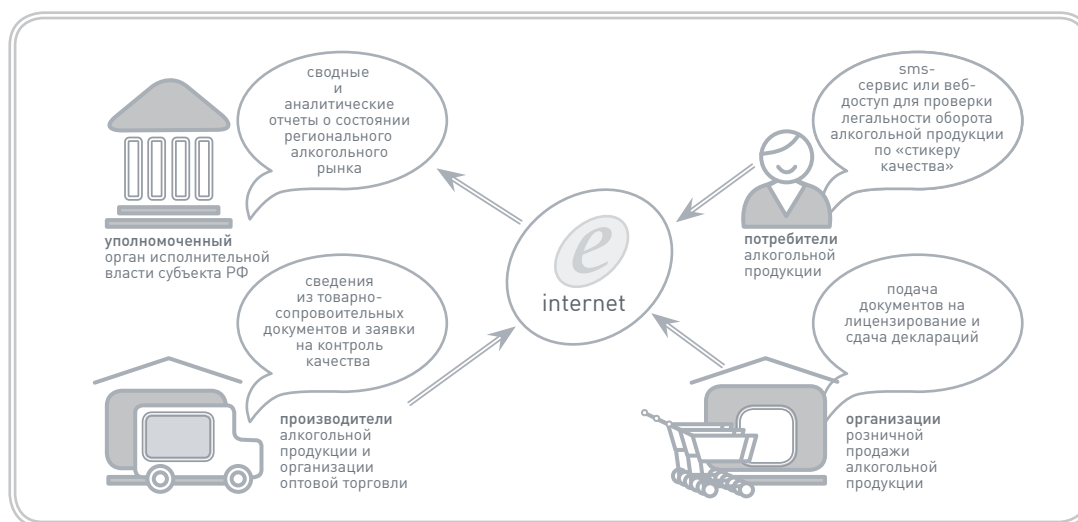 сводные
и
аналитические
отчеты о состоянии
регионального
алкогольного
рынка
уполномоченный
орган исполнительной
власти субъекта РФ
sms-
сервис или веб-
доступ для проверки
легальности оборота
алкогольной продукции
по «стикеру
качества»
потребители
алкогольной
продукции
e
internet
сведения
из товарно-
сопровоительных
документов и заявки
на контроль
качества
производители
алкогольной
продукции и
организации
оптовой торговли
подача
документов на
лицензирование и
сдача деклараций
организации
розничной
продажи
алкогольной
продукции